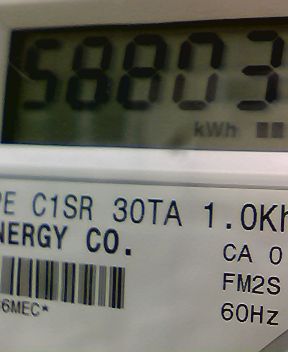 58803
kWh
PE C1SR 30TA 1.0Kh
NERGY CO.
CA 0
FM2S
6MEC*
60Hz